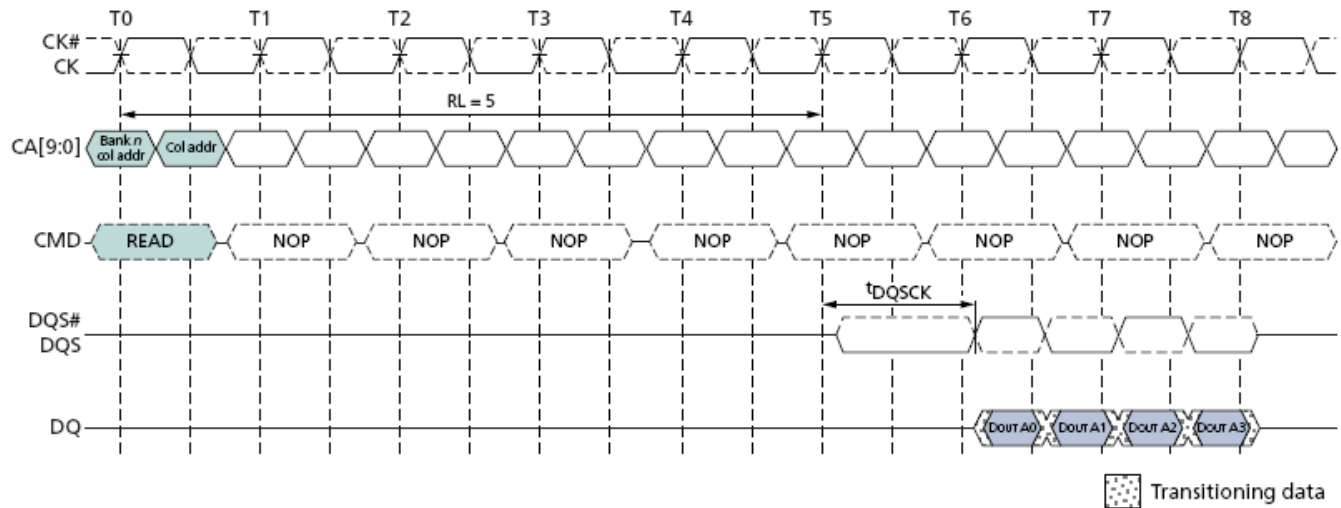 T0 T1 T2 T3 T4 T5 T6 T7 T8
CK#
CK
RL = 5
CA[9:0] Bank n col addr Col addr
CMD READ NOP NOP NOP NOP NOP NOP NOP NOP
tDQSCK
DQS#
DQS
DQ DOUT A0 DOUT A1 DOUT A2 DOUT A3
Transitioning data